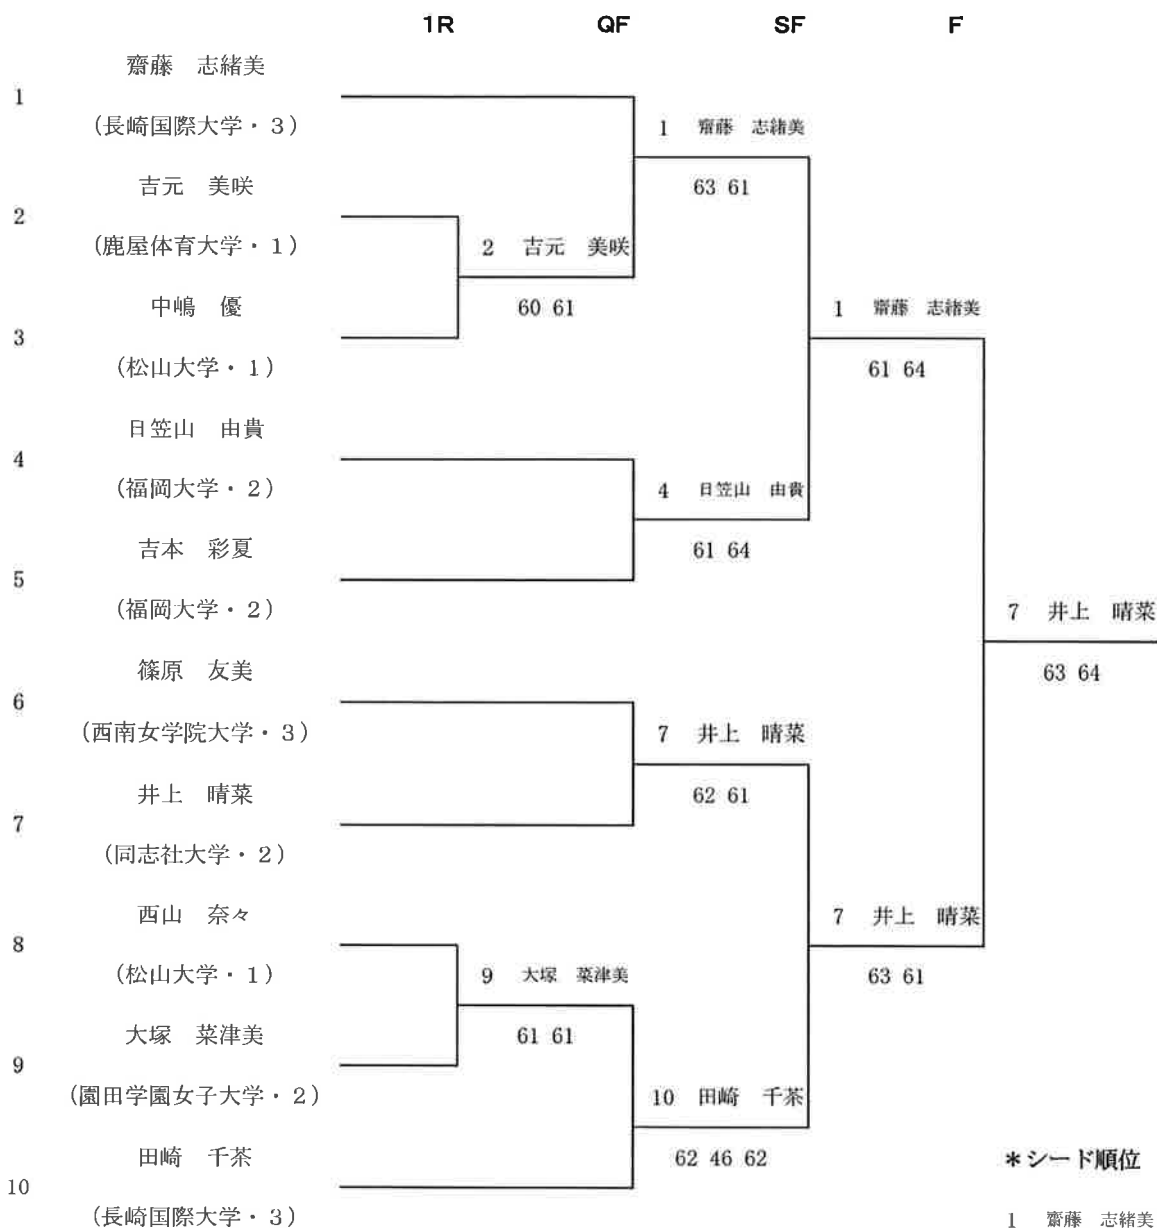 1R QF SF F
齋藤 志緒美
1
(長崎国際大学・3)
1 齋藤 志緒美
吉元 美咲
63 61
2
(鹿屋体育大学・1)
2 吉元 美咲
中嶋 優
60 61
1 齋藤 志緒美
3
(松山大学・1)
61 64
日笠山 由貴
4
(福岡大学・2)
4 日笠山 由貴
吉本 彩夏
61 64
5
(福岡大学・2)
7 井上 晴菜
篠原 友美
63 64
6
(西南女学院大学・3)
7 井上 晴菜
井上 晴菜
62 61
7
(同志社大学・2)
西山 奈々
7 井上 晴菜
8
(松山大学・1)
9 大塚 菜津美
63 61
大塚 菜津美
61 61
9
(園田学園女子大学・2)
10 田崎 千茶
田崎 千茶
62 46 62
*シード順位
10
(長崎国際大学・3)
1 齋藤 志緒美